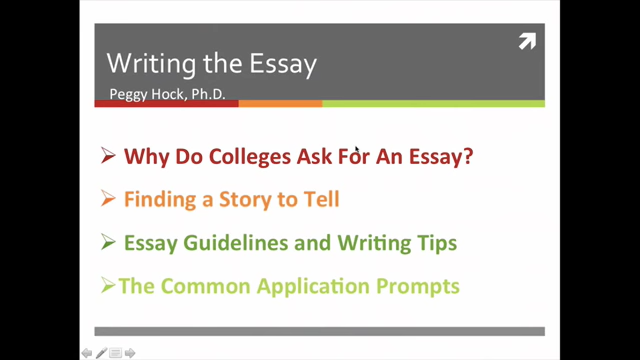 Writing the Essay
Peggy Hock, Ph.D.
Why Do Colleges Ask For An Essay?
Finding a Story to Tell
Essay Guidelines and Writing Tips
The Common Application Prompts